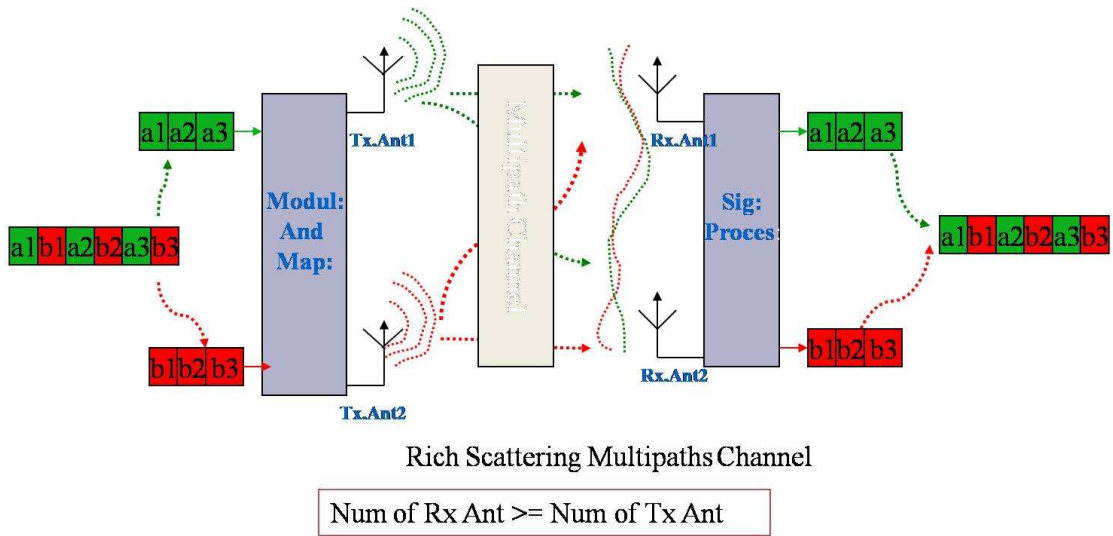 a1 a2 a3
Tx.Ant1
Modul:
And
Map:
a1 b1 a2 b2 a3 b3
b1 b2 b3
Tx.Ant2
Multipath Channel
Rx.Ant1
Sig:
Proces
Rx.Ant2
a1 a2 a3
a1 b1 a2 b2 a3 b3
b1 b2 b3
Rich Scattering Multipaths Channel
Num of Rx Ant >= Num of Tx Ant